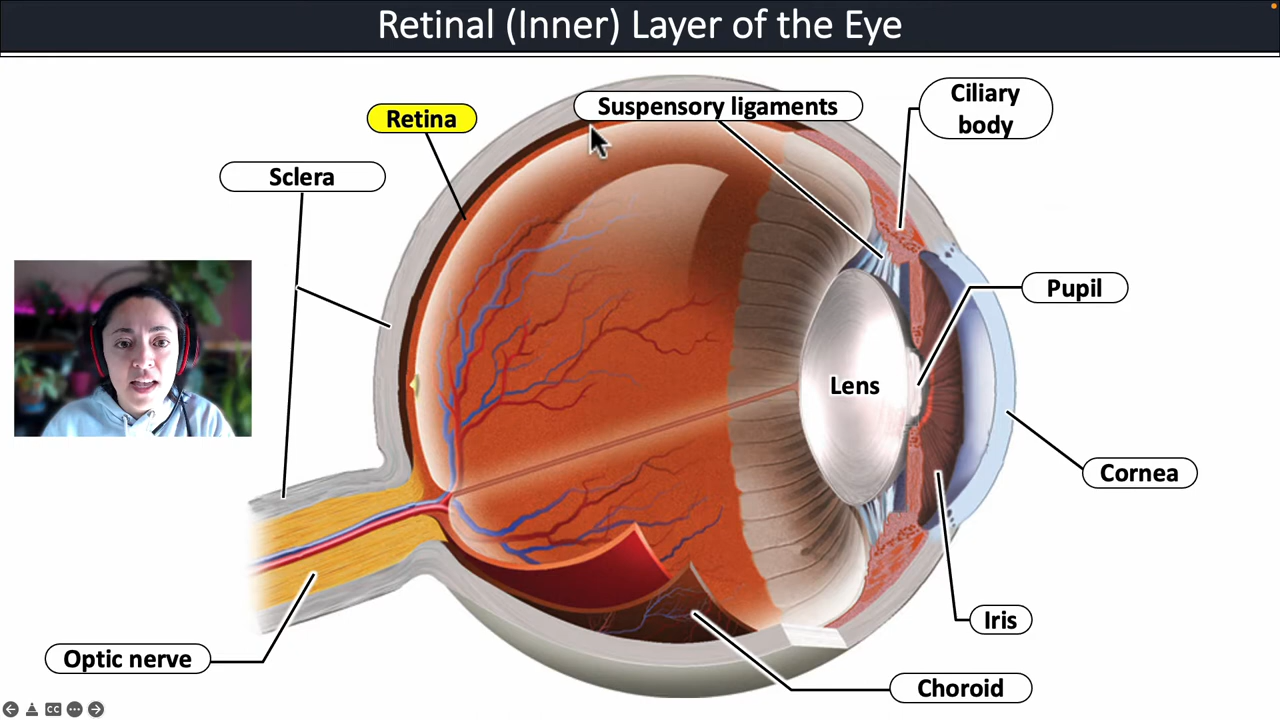 Retinal (Inner) Layer of the Eye
Suspensory ligaments
Ciliary
body
Retina
Sclera
Pupil
Lens
Cornea
Iris
Optic nerve
Choroid
CC